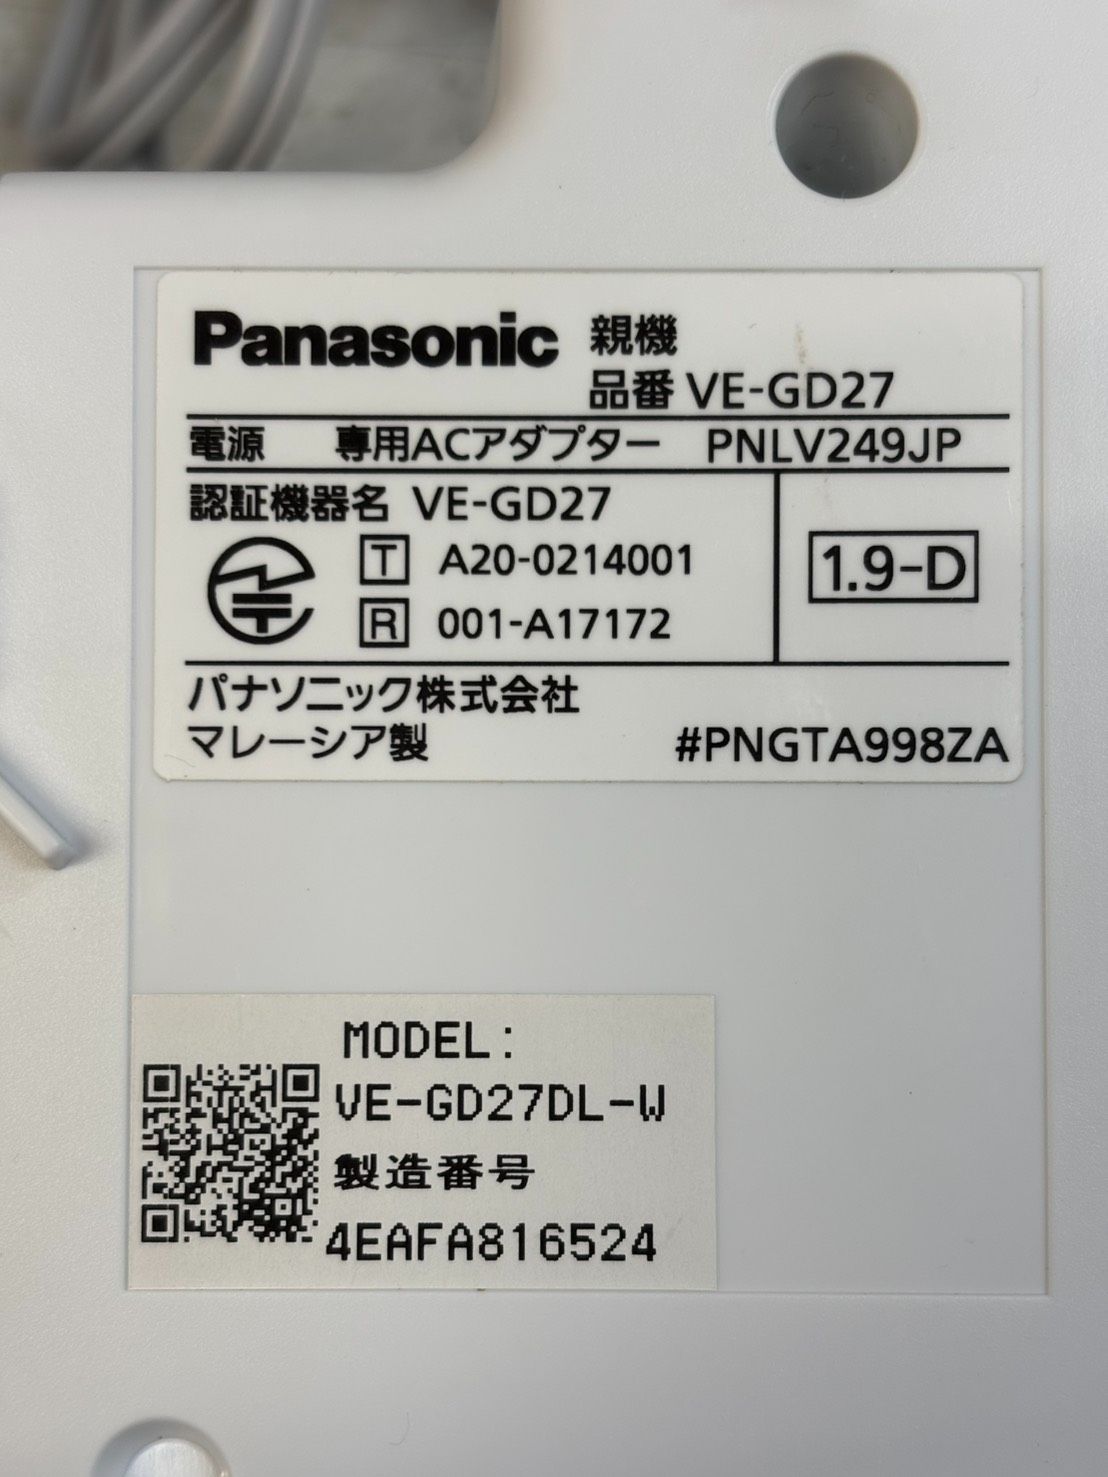 Panasonic 親機
品番 VE-GD27
電源 専用ACアダプター PNLV249JP
認証機器名 VE-GD27
T A20-0214001
R 001-A17172
1.9-D
パナソニック株式会社
マレーシア製 #PNGTA998ZA
MODEL:
VE-GD27DL-W
製造番号
4EAFA816524